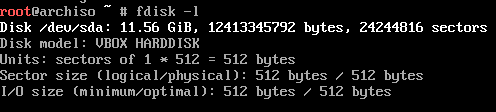 root@archiso ~ # fdisk -l
Disk /dev/sda: 11.56 GiB, 12413345792 bytes, 24244816 sectors
Disk model: VBOX HARDDISK
Units: sectors of 1 * 512 = 512 bytes
Sector size (logical/physical): 512 bytes / 512 bytes
I/O size (minimum/optimal): 512 bytes / 512 bytes